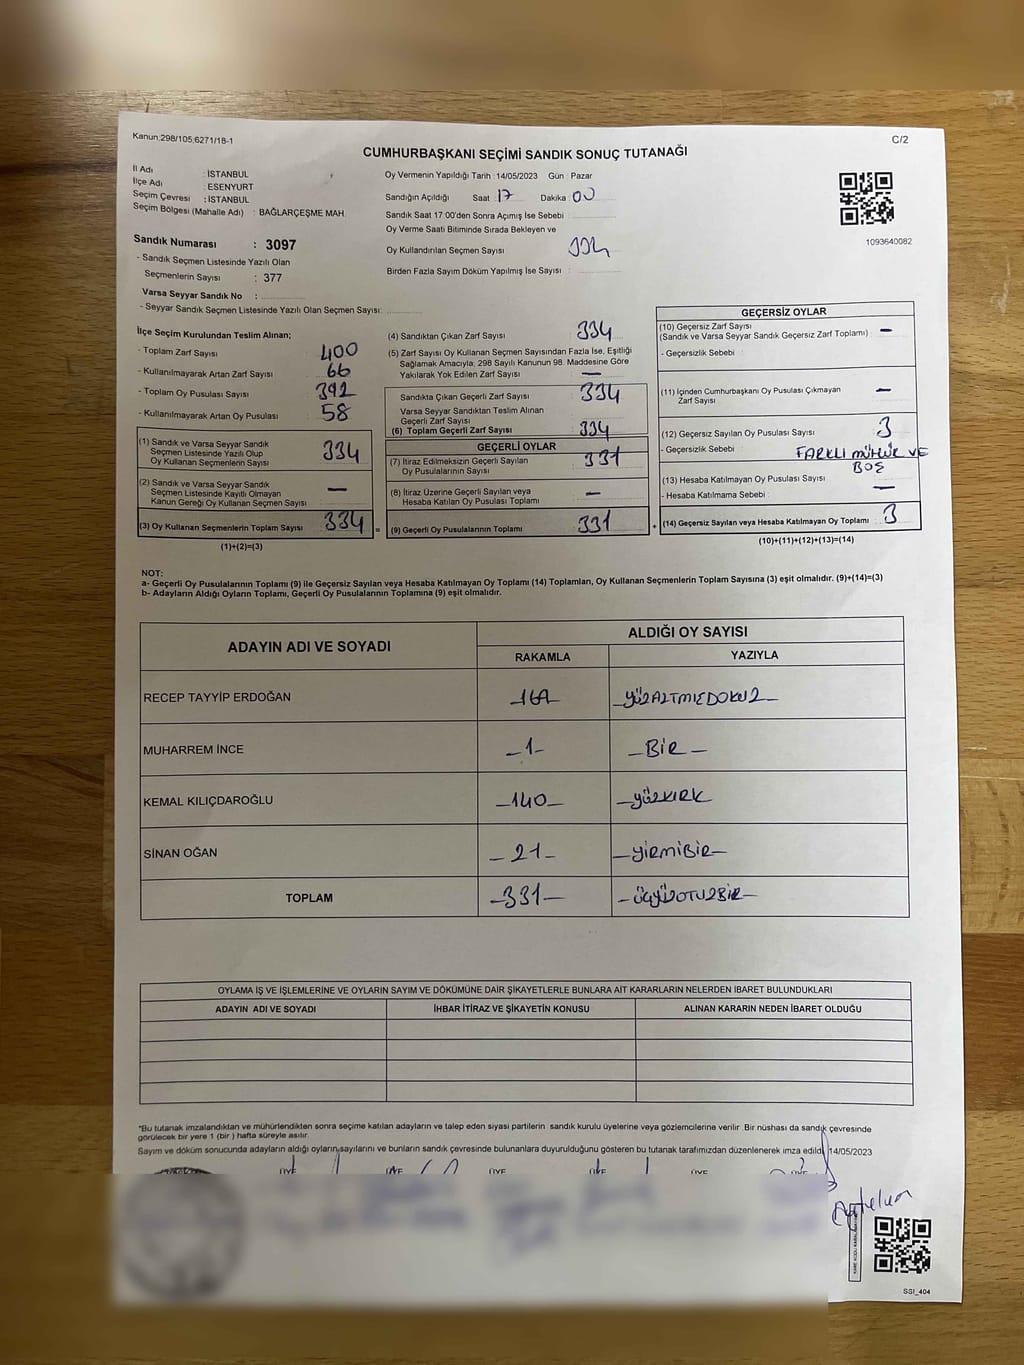 Kanun:298/105;6271/18-1
C/2
CUMHURBAŞKANI SEÇİMİ SANDIK SONUÇ TUTANAĞI
İl Adı : İSTANBUL
İlçe Adı : ESENYURT
Seçim Çevresi : İSTANBUL
Seçim Bölgesi (Mahalle Adı) : BAĞLARÇEŞME MAH.
Sandık Numarası : 3097
- Sandık Seçmen Listesinde Yazılı Olan
Seçmenlerin Sayısı : 377
Varsa Seyyar Sandık No :
- Seyyar Sandık Seçmen Listesinde Yazılı Olan Seçmen Sayısı:
Oy Vermenin Yapıldığı Tarih : 14/05/2023 Gün : Pazar
Sandığın Açıldığı Saat : 17 Dakika : 00
Sandık Saat 17:00'den Sonra Açımış İse Sebebi
Oy Verme Saati Bitiminde Sırada Bekleyen ve
Oy Kullandırılan Seçmen Sayısı : 334
Birden Fazla Sayım Döküm Yapılmış İse Sayısı :
1093640082
İlçe Seçim Kurulundan Teslim Alınan;
- Toplam Zarf Sayısı : 400
- Kullanılmayarak Artan Zarf Sayısı : 66
- Toplam Oy Pusulası Sayısı : 392
- Kullanılmayarak Artan Oy Pusulası : 58
(1) Sandık ve Varsa Seyyar Sandık
Seçmen Listesinde Yazılı Olup
Oy Kullanan Seçmenlerin Sayısı : 334
(2) Sandık ve Varsa Seyyar Sandık
Seçmen Listesinde Kayıtlı Olmayan
Kanun Gereği Oy Kullanan Seçmen Sayısı : —
(3) Oy Kullanan Seçmenlerin Toplam Sayısı : 334
(1)+(2)=(3)
(4) Sandıktan Çıkan Zarf Sayısı : 334
(5) Zarf Sayısı Oy Kullanan Seçmen Sayısından Fazla İse, Eşitliği
Sağlamak Amacıyla, 298 Sayılı Kanunun 98. Maddesine Göre
Yakılarak Yok Edilen Zarf Sayısı : —
Sandıkta Çıkan Geçerli Zarf Sayısı : 334
Varsa Seyyar Sandıktan Teslim Alınan
Geçerli Zarf Sayısı :
(6) Toplam Geçerli Zarf Sayısı : 334
GEÇERLİ OYLAR
(7) İtiraz Edilmeksizin Geçerli Sayılan
Oy Pusulalarının Sayısı : 331
(8) İtiraz Üzerine Geçerli Sayılan veya
Hesaba Katılan Oy Pusulası Toplamı : —
= (9) Geçerli Oy Pusulalarının Toplamı : 331
GEÇERSİZ OYLAR
(10) Geçersiz Zarf Sayısı
(Sandık ve Varsa Seyyar Sandık Geçersiz Zarf Toplamı) : —
- Geçersizlik Sebebi :
(11) İçinden Cumhurbaşkanı Oy Pusulası Çıkmayan
Zarf Sayısı : —
(12) Geçersiz Sayılan Oy Pusulası Sayısı : 3
- Geçersizlik Sebebi : FARKLI MÜHÜR VE
BOŞ
(13) Hesaba Katılmayan Oy Pusulası Sayısı : —
- Hesaba Katılmama Sebebi :
+ (14) Geçersiz Sayılan veya Hesaba Katılmayan Oy Toplamı : 3
(10)+(11)+(12)+(13)=(14)
NOT:
a- Geçerli Oy Pusulalarının Toplamı (9) ile Geçersiz Sayılan veya Hesaba Katılmayan Oy Toplamı (14) Toplamları, Oy Kullanan Seçmenlerin Toplam Sayısına (3) eşit olmalıdır. (9)+(14)=(3)
b- Adayların Aldığı Oyların Toplamı, Geçerli Oy Pusulalarının Toplamına (9) eşit olmalıdır.
ADAYIN ADI VE SOYADI ALDIĞI OY SAYISI
RAKAMLA YAZIYLA
RECEP TAYYİP ERDOĞAN -169- -YÜZALTMIŞDOKUZ-
MUHARREM İNCE -1- -BİR-
KEMAL KILIÇDAROĞLU -140- -YÜZKIRK
SİNAN OĞAN -21- -YİRMİBİR-
TOPLAM -331- -ÜÇYÜZOTUZBİR-
OYLAMA İŞ VE İŞLEMLERİNE VE OYLARIN SAYIM VE DÖKÜMÜNE DAİR ŞİKAYETLERLE BUNLARA AİT KARARLARIN NELERDEN İBARET BULUNDUKLARI
ADAYIN ADI VE SOYADI İHBAR İTİRAZ VE ŞİKAYETİN KONUSU ALINAN KARARIN NEDEN İBARET OLDUĞU
*Bu tutanak imzalandıktan ve mühürlendikten sonra seçime katılan adayların ve talep eden siyasi partilerin sandık kurulu üyelerine veya gözlemcilerine verilir. Bir nüshası da sandık çevresinde
görülecek bir yere 1 (bir ) hafta süreyle asılır.
Sayım ve döküm sonucunda adayların aldığı oyların sayılarını ve bunların sandık çevresinde bulunanlara duyurulduğunu gösteren bu tutanak tarafımızdan düzenlenerek imza edildi. 14/05/2023
ÜYE ÜYE ÜYE ÜYE ÜYE ÜYE
SSI_404